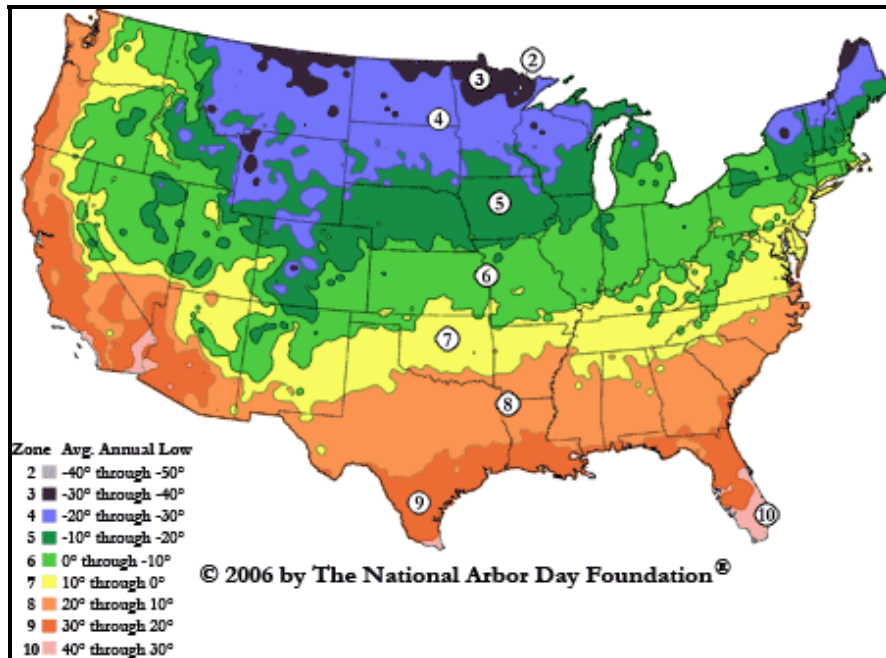 2
3
4
5
6
7
8
9
10
Zone Avg. Annual Low
2 -40° through -50°
3 -30° through -40°
4 -20° through -30°
5 -10° through -20°
6 0° through -10°
7 10° through 0°
8 20° through 10°
9 30° through 20°
10 40° through 30°
© 2006 by The National Arbor Day Foundation®